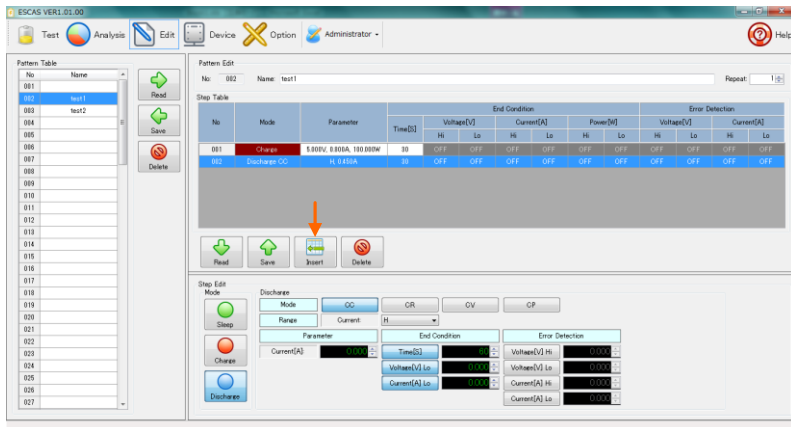 ESCAS VER1.01.00
Test Analysis Edit Device Option Administrator Help
Pattern Table
No Name
001
002 test1
003 test2
004
005
006
007
008
009
010
011
012
013
014
015
016
017
018
019
020
021
022
023
024
025
026
027
Read
Save
Delete
Pattern Edit
No: 002 Name: test1 Repeat: 1
Step Table
No Mode Parameter Time[S] End Condition Error Detection
Voltage[V] Current[A] Power[W] Voltage[V] Current[A]
Hi Lo Hi Lo Hi Lo Hi Lo Hi Lo
001 Charge 5.000V, 0.800A, 100.000W 30 OFF OFF OFF OFF OFF OFF OFF OFF OFF OFF
002 Discharge CC H, 0.450A 30 OFF OFF OFF OFF OFF OFF OFF OFF OFF OFF
Read Save Insert Delete
Step Edit
Mode
Sleep
Charge
Discharge
Discharge
Mode CC CR CV CP
Range Current: H
Parameter End Condition Error Detection
Current[A]: 0.000 Time[S] 60 Voltage[V] Hi 0.000
Voltage[V] Lo 0.000 Voltage[V] Lo 0.000
Current[A] Lo 0.000 Current[A] Hi 0.000
Current[A] Lo 0.000